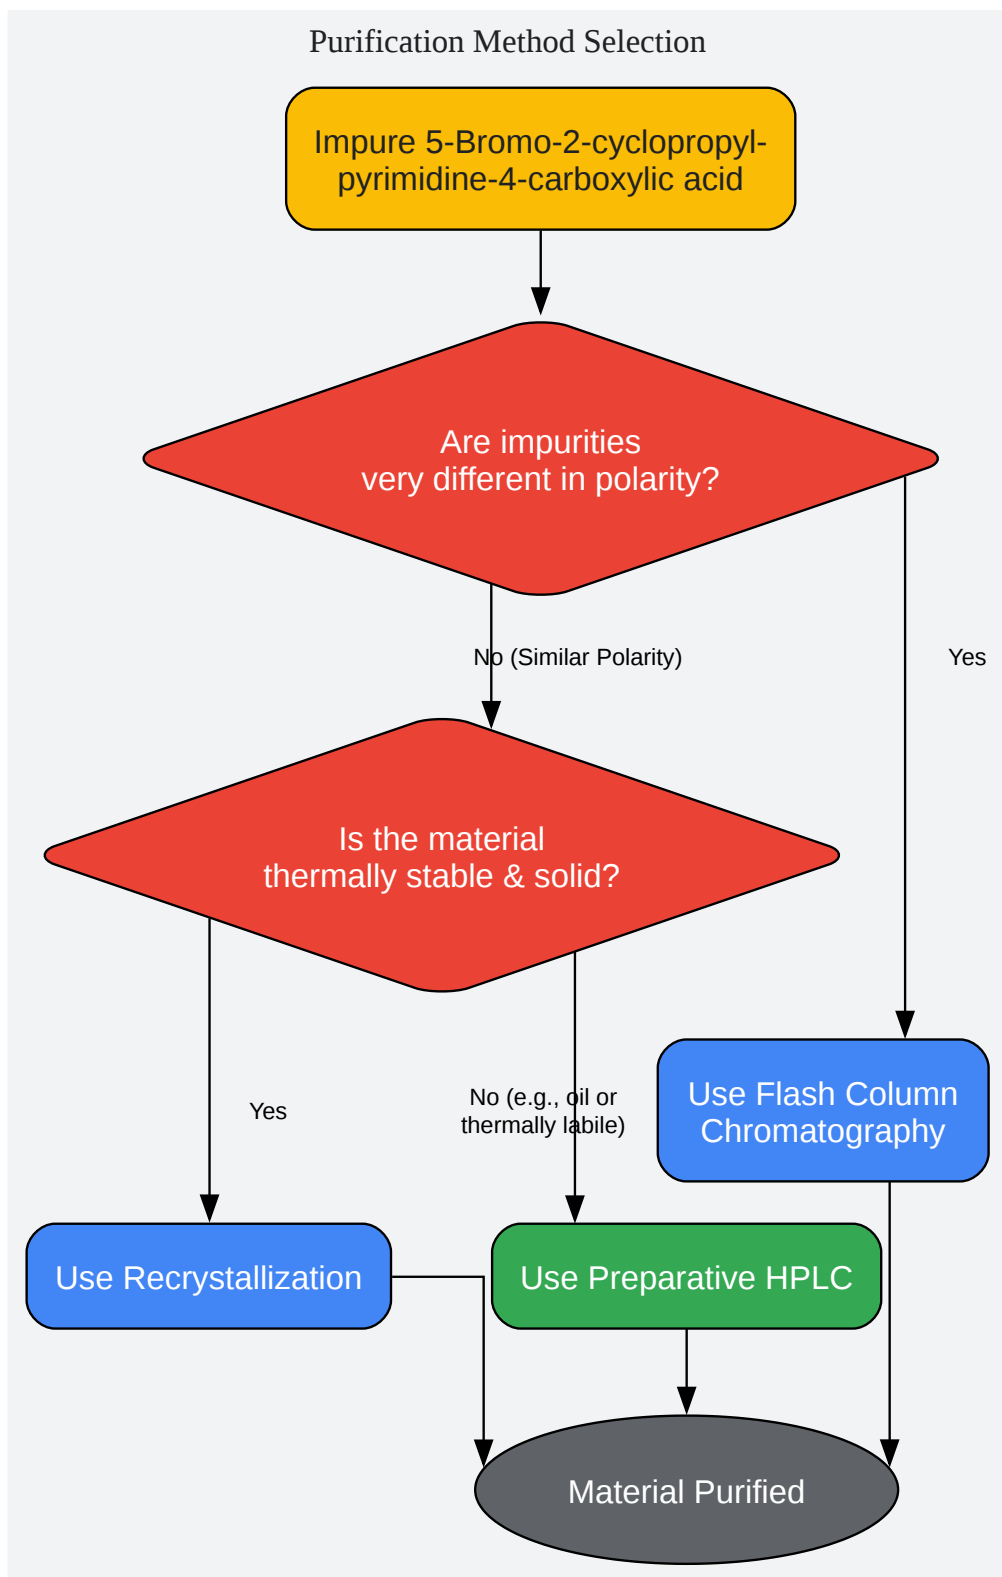 Purification Method Selection
Impure 5-Bromo-2-cyclopropyl-
pyrimidine-4-carboxylic acid
Are impurities
very different in polarity?
No (Similar Polarity)
Yes
Is the material
thermally stable & solid?
Yes
No (e.g., oil or
thermally labile)
Use Flash Column
Chromatography
Use Recrystallization
Use Preparative HPLC
Material Purified